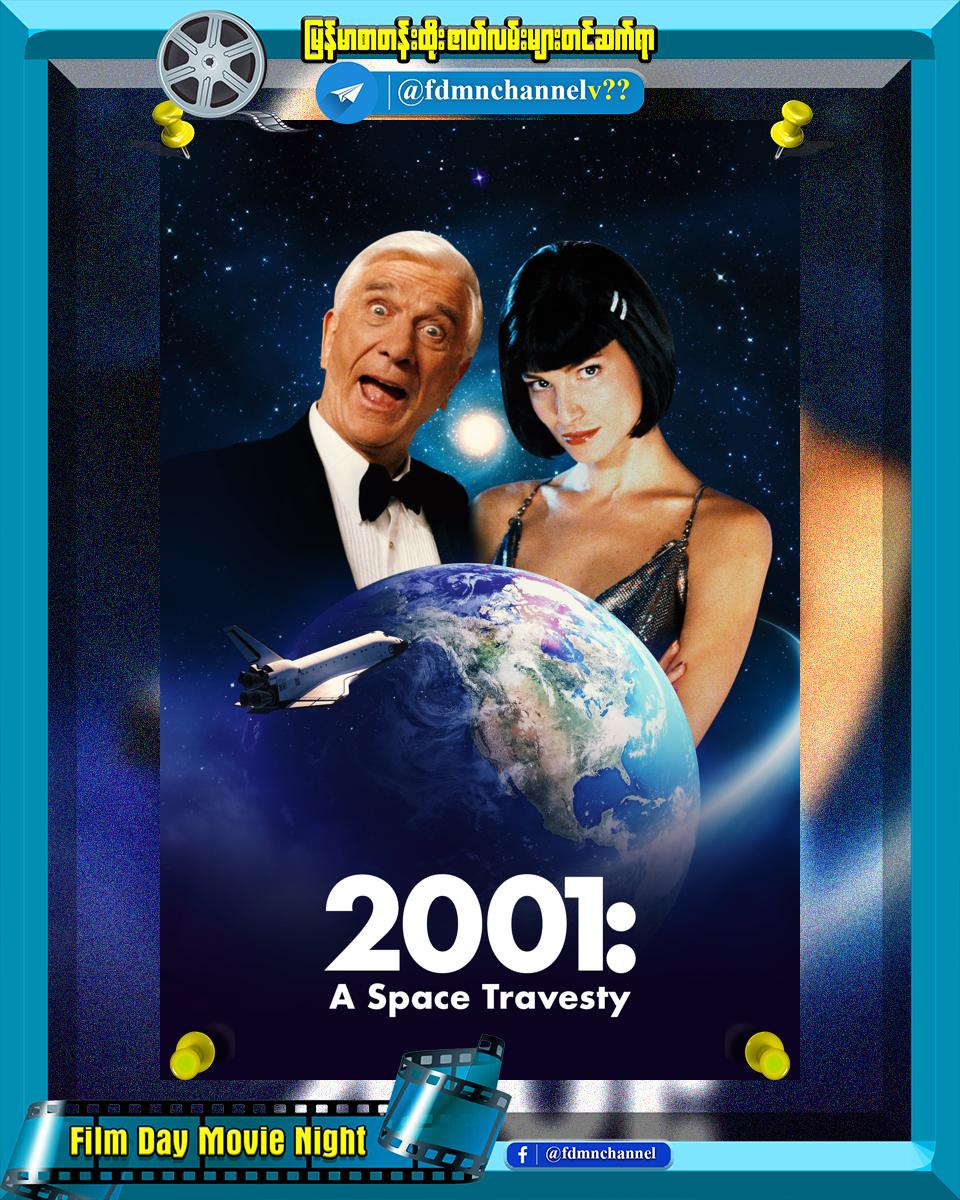 မြန်မာစာတန်းထိုးဇာတ်လမ်းများတင်ဆက်ရာ
@fdmnchannelv??
2001:
A Space Travesty
Film Day Movie Night
@fdmnchannel